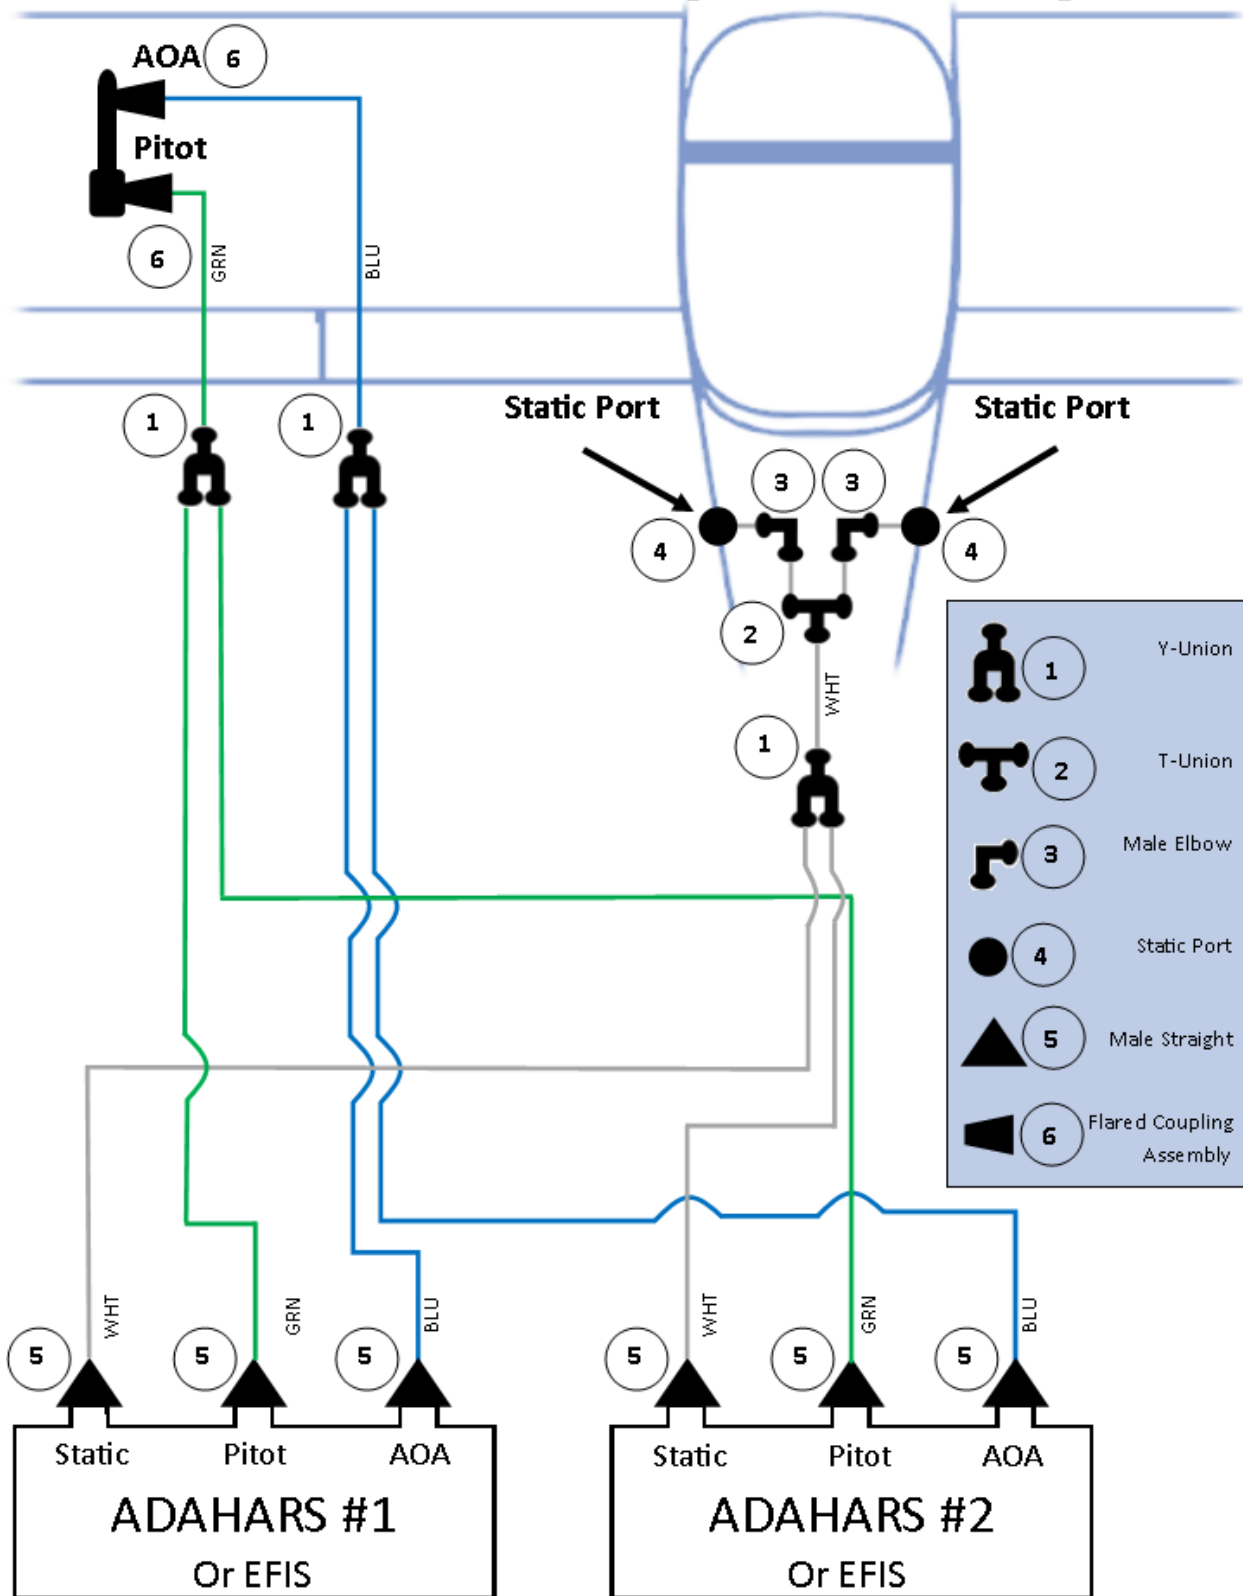 AOA 6
Pitot
6
GRN
BLU
1
1
Static Port
Static Port
3
3
4
4
2
WHT
1
1 Y-Union
2 T-Union
3 Male Elbow
4 Static Port
5 Male Straight
6 Flared Coupling
Assembly
WHT
GRN
BLU
WHT
GRN
BLU
5
5
5
5
5
5
Static
Pitot
AOA
ADAHARS #1
Or EFIS
Static
Pitot
AOA
ADAHARS #2
Or EFIS